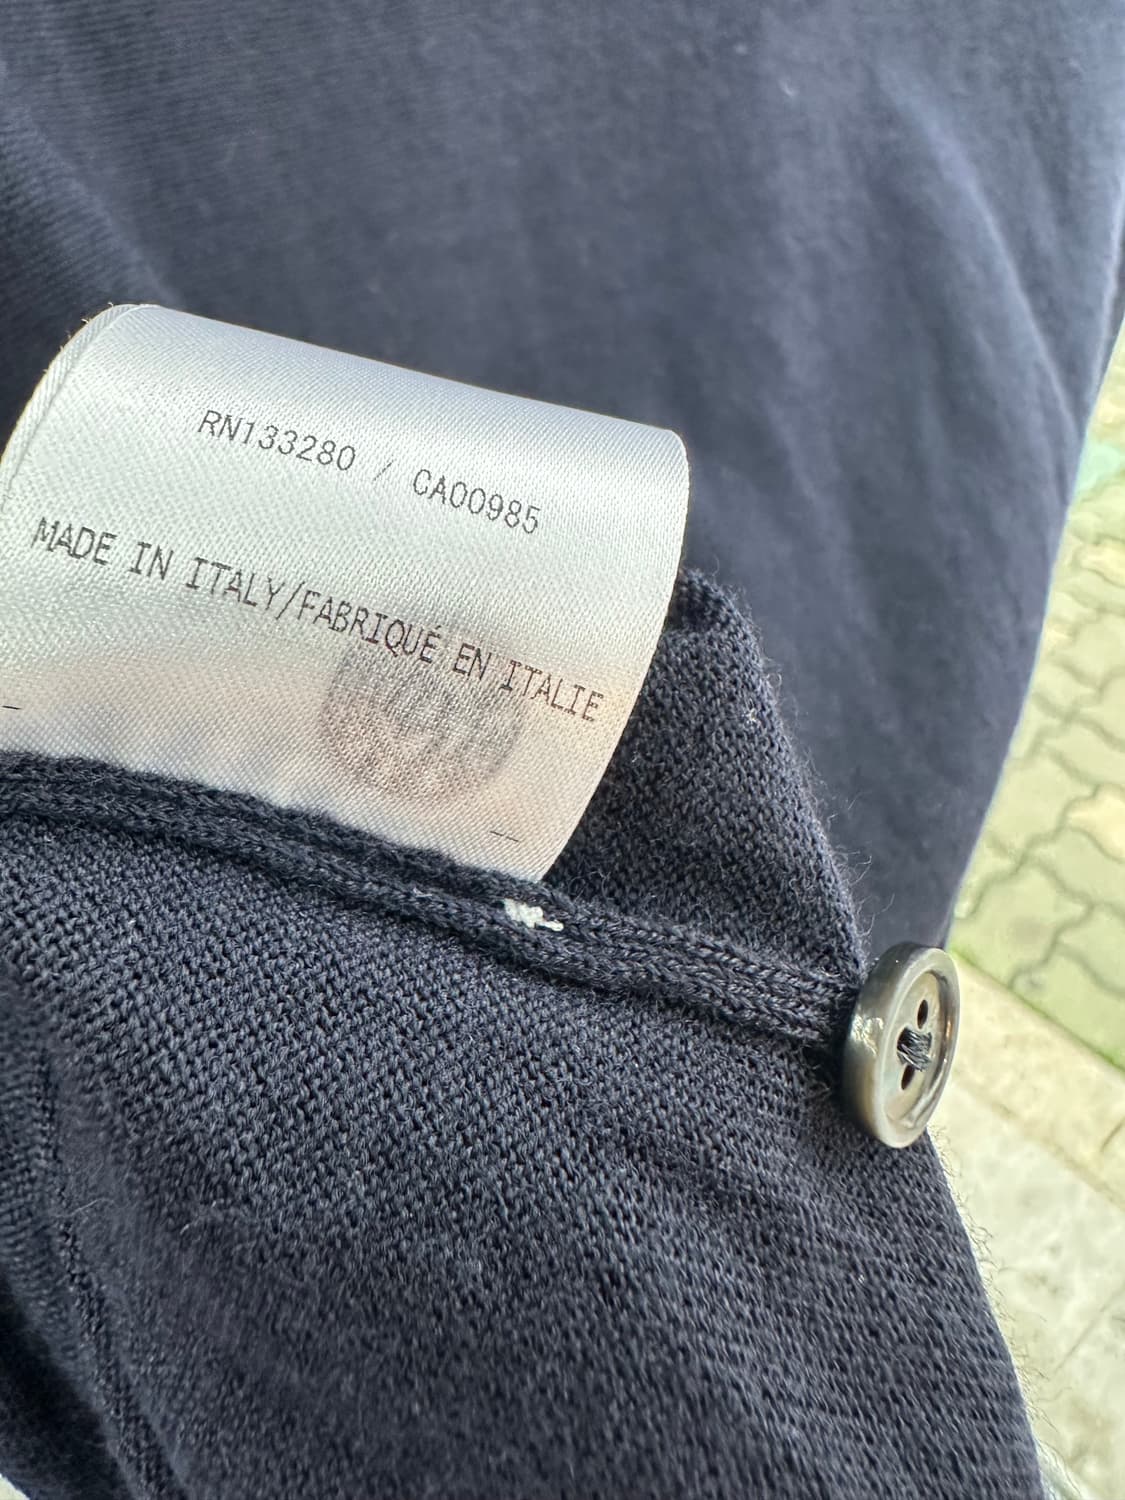 RN133280 / CA00985
MADE IN ITALY/FABRIQUÉ EN ITALIE